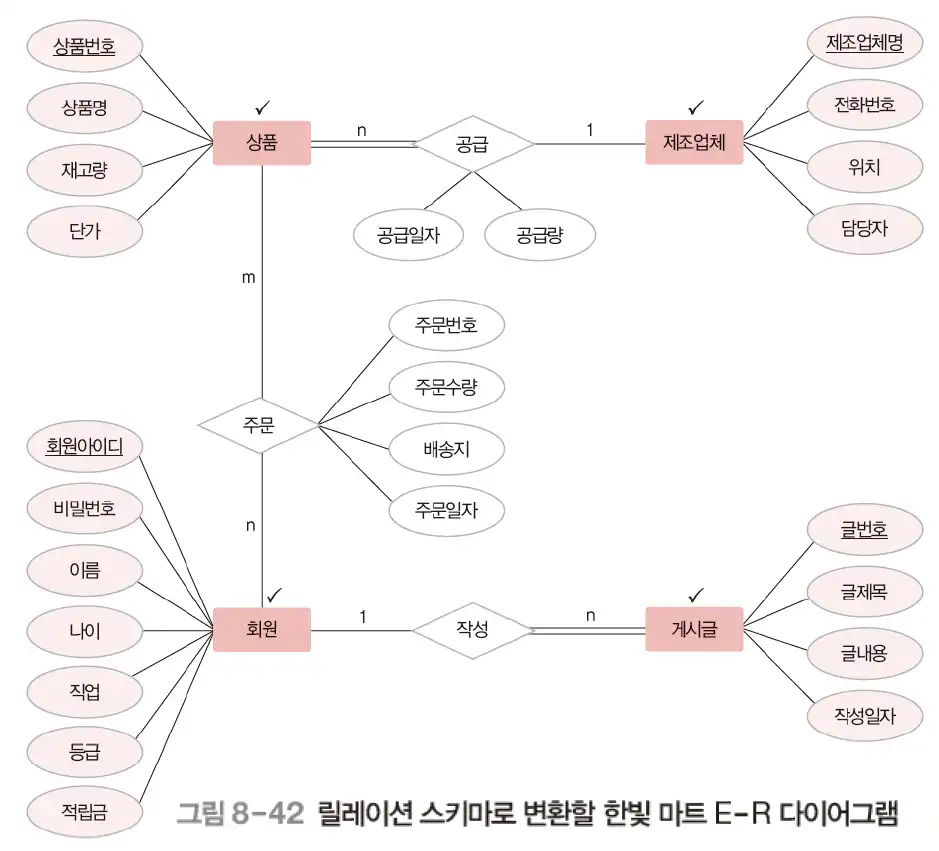 상품번호
상품명
재고량
단가
✓
상품
n
공급
1
✓
제조업체
제조업체명
전화번호
위치
담당자
공급일자
공급량
m
주문
주문번호
주문수량
배송지
주문일자
n
회원아이디
비밀번호
이름
나이
직업
등급
적립금
✓
회원
1
작성
n
✓
게시글
글번호
글제목
글내용
작성일자
그림 8-42 릴레이션 스키마로 변환할 한빛 마트 E-R 다이어그램